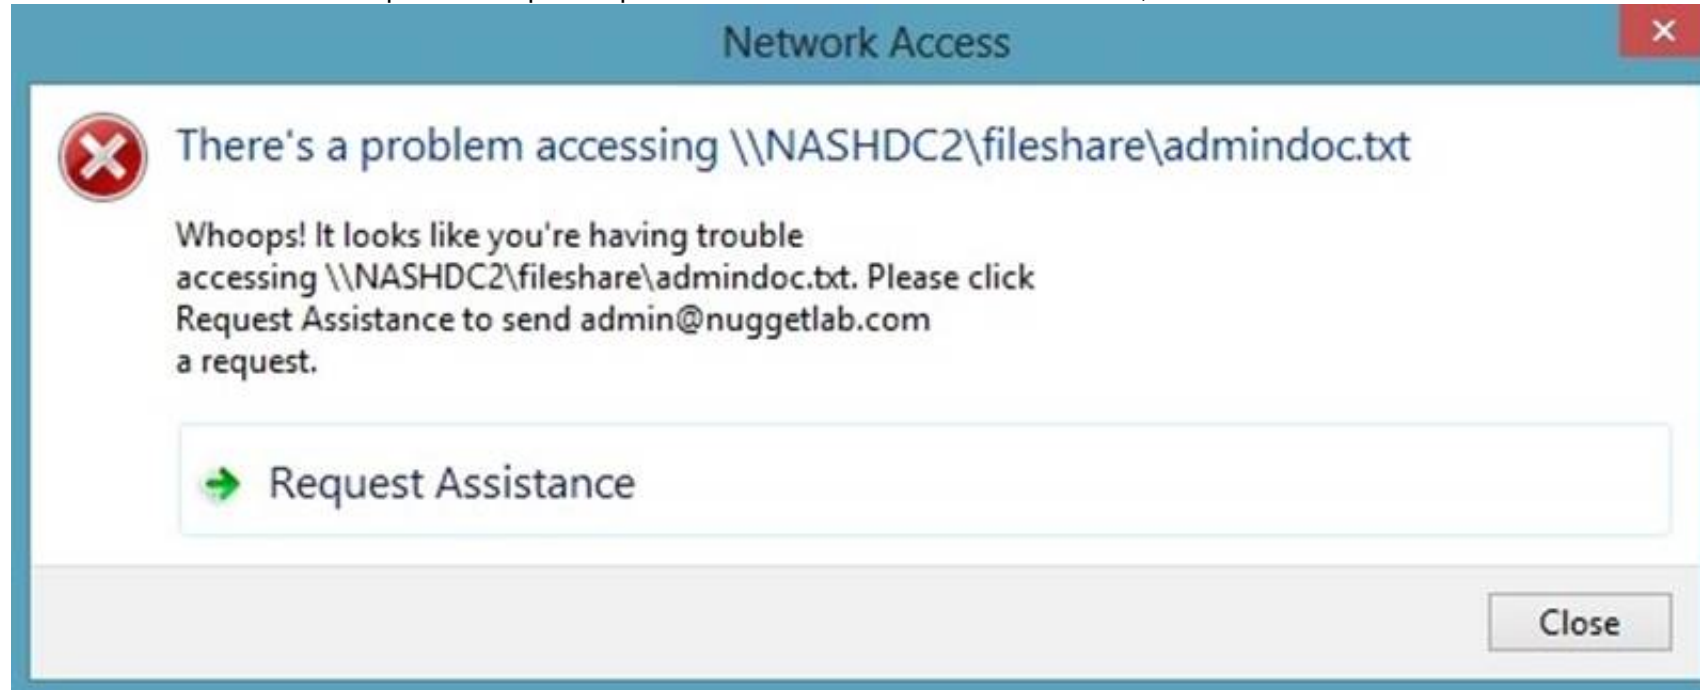 Network Access
There's a problem accessing \\NASHDC2\fileshare\admindoc.txt
Whoops! It looks like you're having trouble
accessing \\NASHDC2\fileshare\admindoc.txt. Please click
Request Assistance to send admin@nuggetlab.com
a request.
Request Assistance
Close